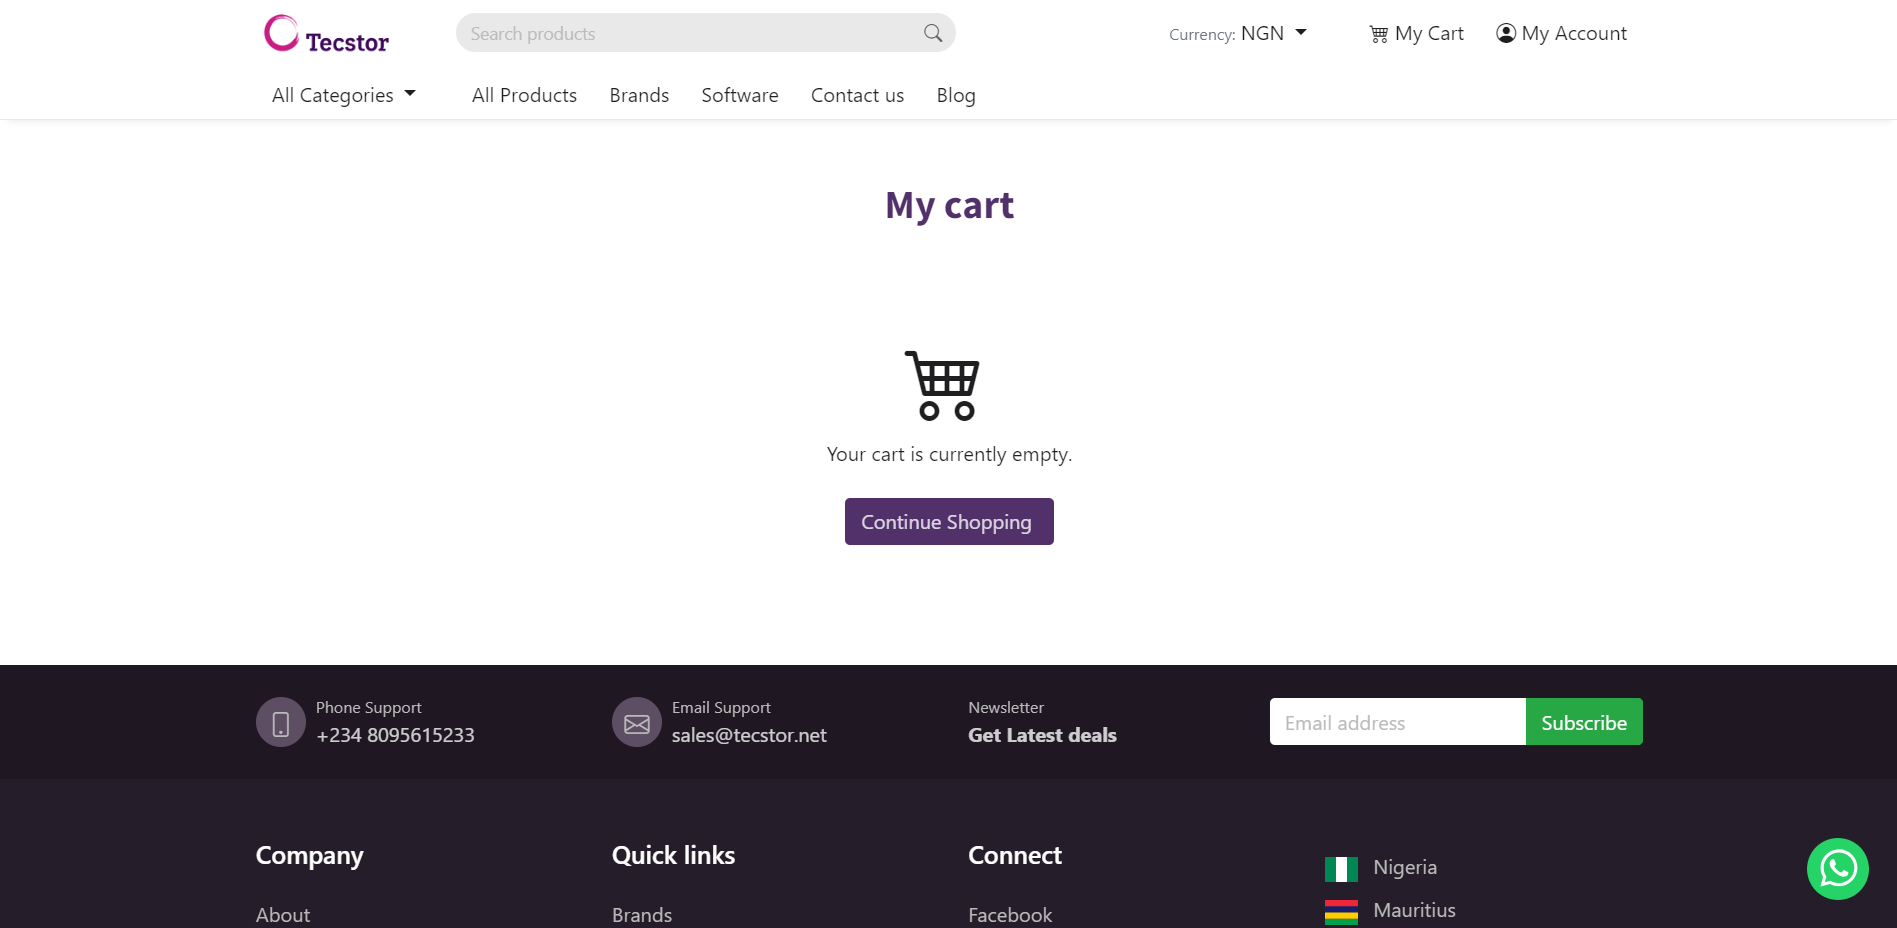 Tecstor
Search products
Currency: NGN
My Cart
My Account
All Categories
All Products
Brands
Software
Contact us
Blog
My cart
Your cart is currently empty.
Continue Shopping
Phone Support
+234 8095615233
Email Support
sales@tecstor.net
Newsletter
Get Latest deals
Email address
Subscribe
Company
Quick links
Connect
Nigeria
About
Brands
Facebook
Mauritius